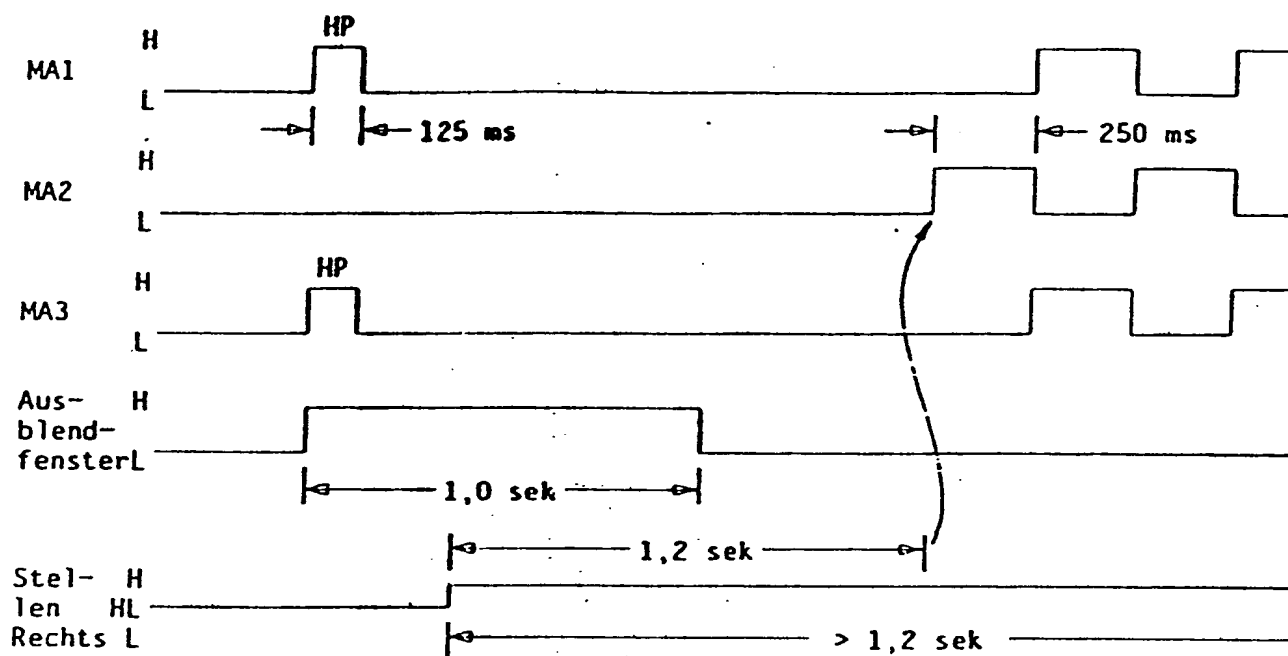 HP
H
MA1
L
125 ms
250 ms
H
MA2
L
HP
H
MA3
L
Aus- H
blend-
fenster L
1,0 sek
1,2 sek
Stel- H
len HL
Rechts L
> 1,2 sek